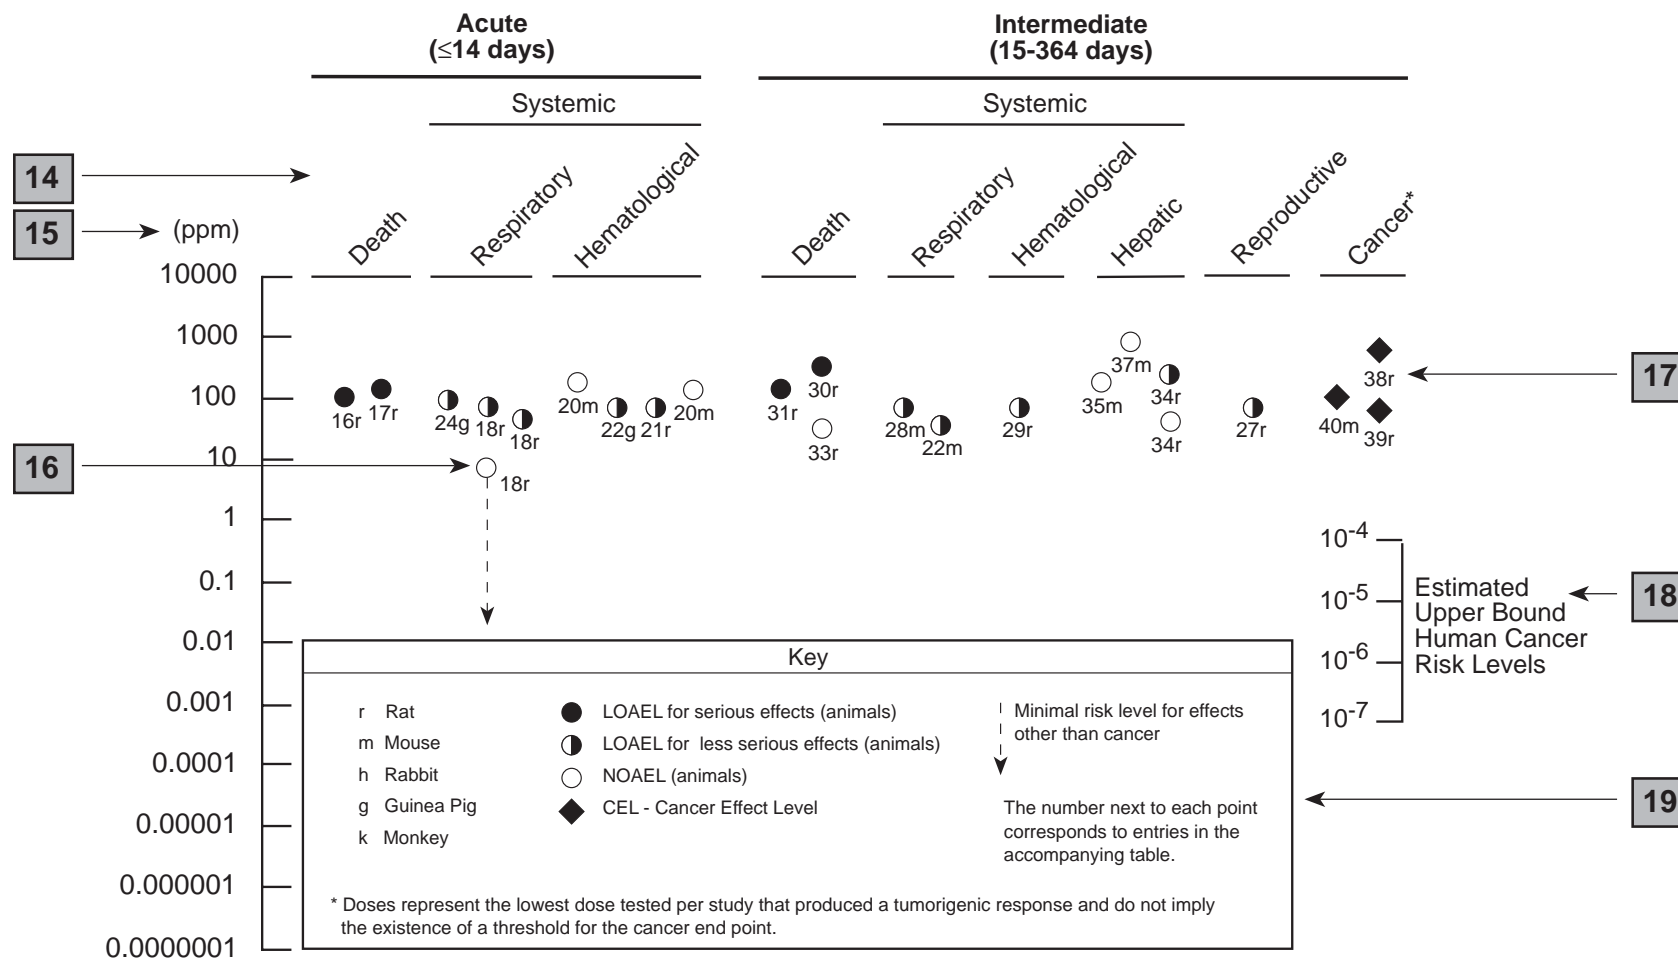 Acute
(≤14 days)
Intermediate
(15-364 days)
Systemic
Systemic
14
15
(ppm)
Death
Respiratory
Hematological
Death
Respiratory
Hematological
Hepatic
Reproductive
Cancer*
10000
1000
100
10
1
0.1
0.01
0.001
0.0001
0.00001
0.000001
0.0000001
16r
17r
24g
18r
18r
18r
20m
22g
21r
20m
31r
30r
33r
28m
22m
29r
35m
37m
34r
34r
27r
40m
38r
39r
16
17
10-4
10-5
10-6
10-7
Estimated
Upper Bound
Human Cancer
Risk Levels
18
Key
r Rat
m Mouse
h Rabbit
g Guinea Pig
k Monkey
LOAEL for serious effects (animals)
LOAEL for less serious effects (animals)
NOAEL (animals)
CEL - Cancer Effect Level
Minimal risk level for effects
other than cancer
The number next to each point
corresponds to entries in the
accompanying table.
19
* Doses represent the lowest dose tested per study that produced a tumorigenic response and do not imply
the existence of a threshold for the cancer end point.